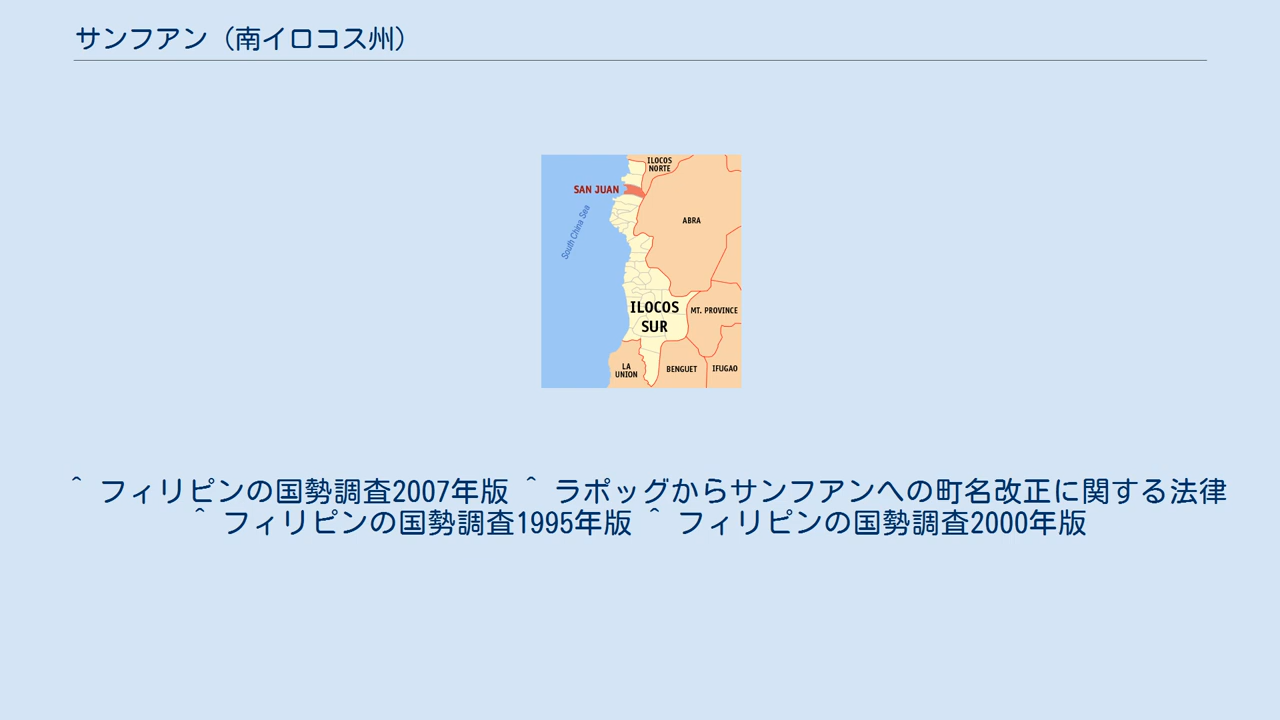 サンフアン（南イロコス州）
ILOCOS
NORTE
SAN JUAN
ABRA
South China Sea
ILOCOS
SUR
MT. PROVINCE
LA
UNION
BENGUET
IFUGAO
^ フィリピンの国勢調査2007年版 ^ ラポッグからサンフアンへの町名改正に関する法律
^ フィリピンの国勢調査1995年版 ^ フィリピンの国勢調査2000年版